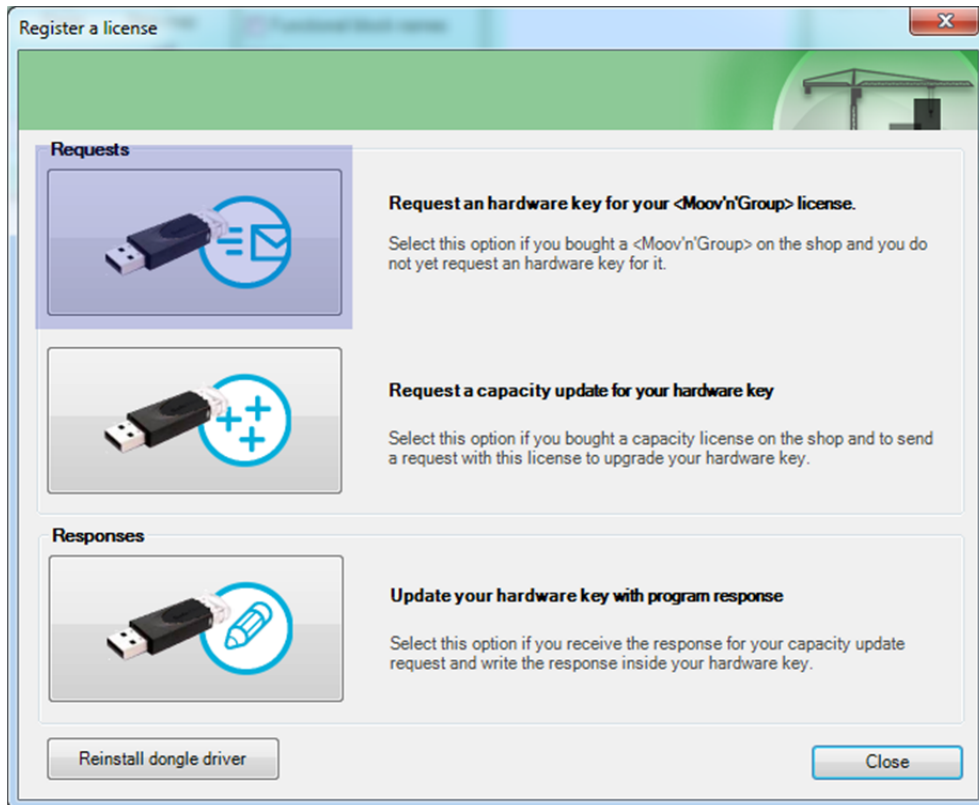 Register a license
Functional block names
Requests
Request an hardware key for your <Moov'n'Group> license.
Select this option if you bought a <Moov'n'Group> on the shop and you do
not yet request an hardware key for it.
Request a capacity update for your hardware key
Select this option if you bought a capacity license on the shop and to send
a request with this license to upgrade your hardware key.
Responses
Update your hardware key with program response
Select this option if you receive the response for your capacity update
request and write the response inside your hardware key.
Reinstall dongle driver
Close